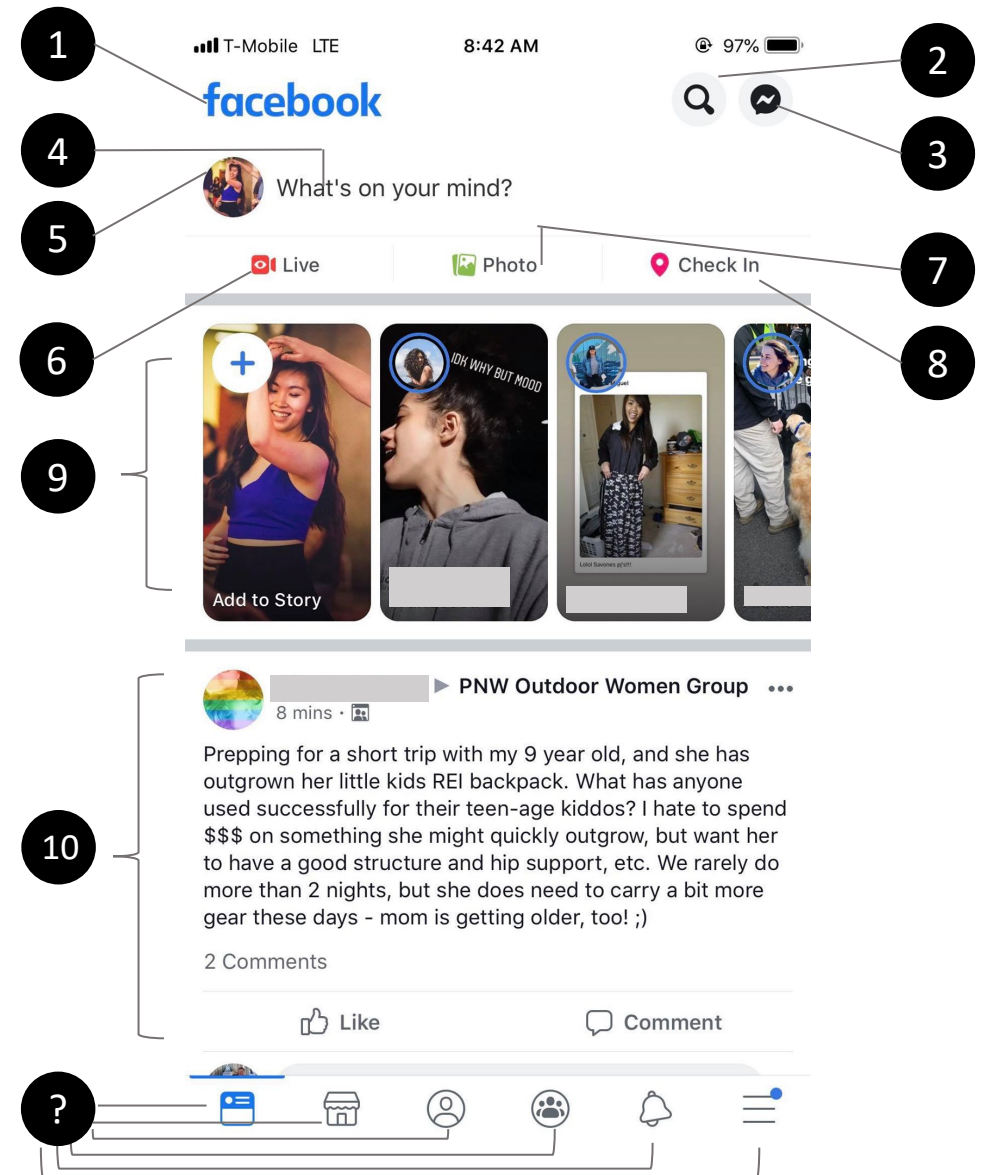 1
T-Mobile LTE 8:42 AM 97%
2
facebook
4
3
What's on your mind?
5
7
Live Photo Check In
6
8
IDK WHY BUT MOOD
9
Lolol Savones pj's!!!
Add to Story
PNW Outdoor Women Group
8 mins ·
Prepping for a short trip with my 9 year old, and she has
outgrown her little kids REI backpack. What has anyone
used successfully for their teen-age kiddos? I hate to spend
$$$ on something she might quickly outgrow, but want her
10
to have a good structure and hip support, etc. We rarely do
more than 2 nights, but she does need to carry a bit more
gear these days - mom is getting older, too! ;)
2 Comments
Like Comment
?